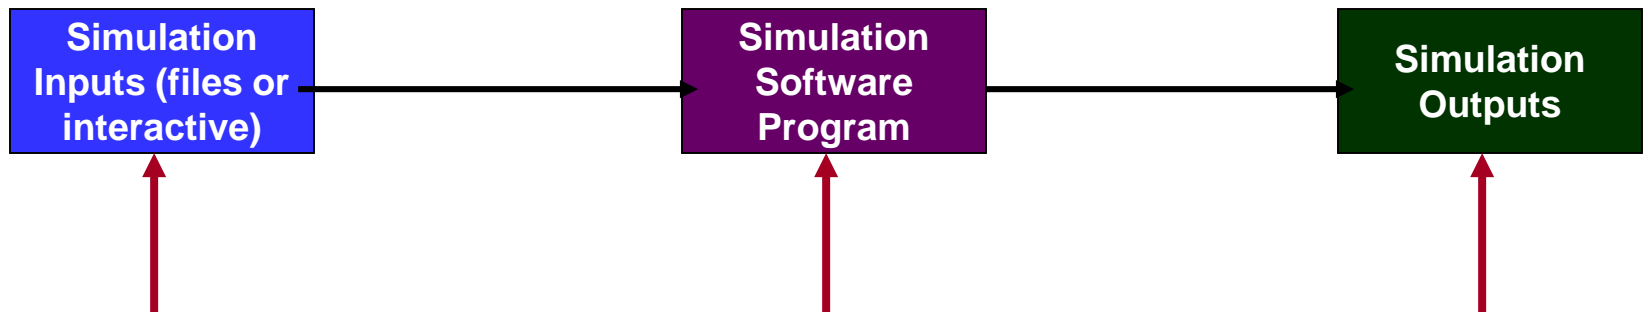 Simulation
Inputs (files or
interactive)
Simulation
Software
Program
Simulation
Outputs